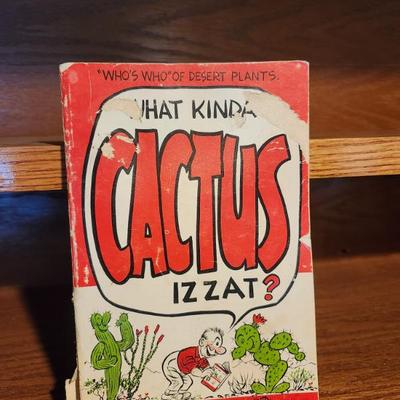 "WHO'S WHO" OF DESERT PLANTS.
WHAT KINDA
CACTUS
IZZAT?